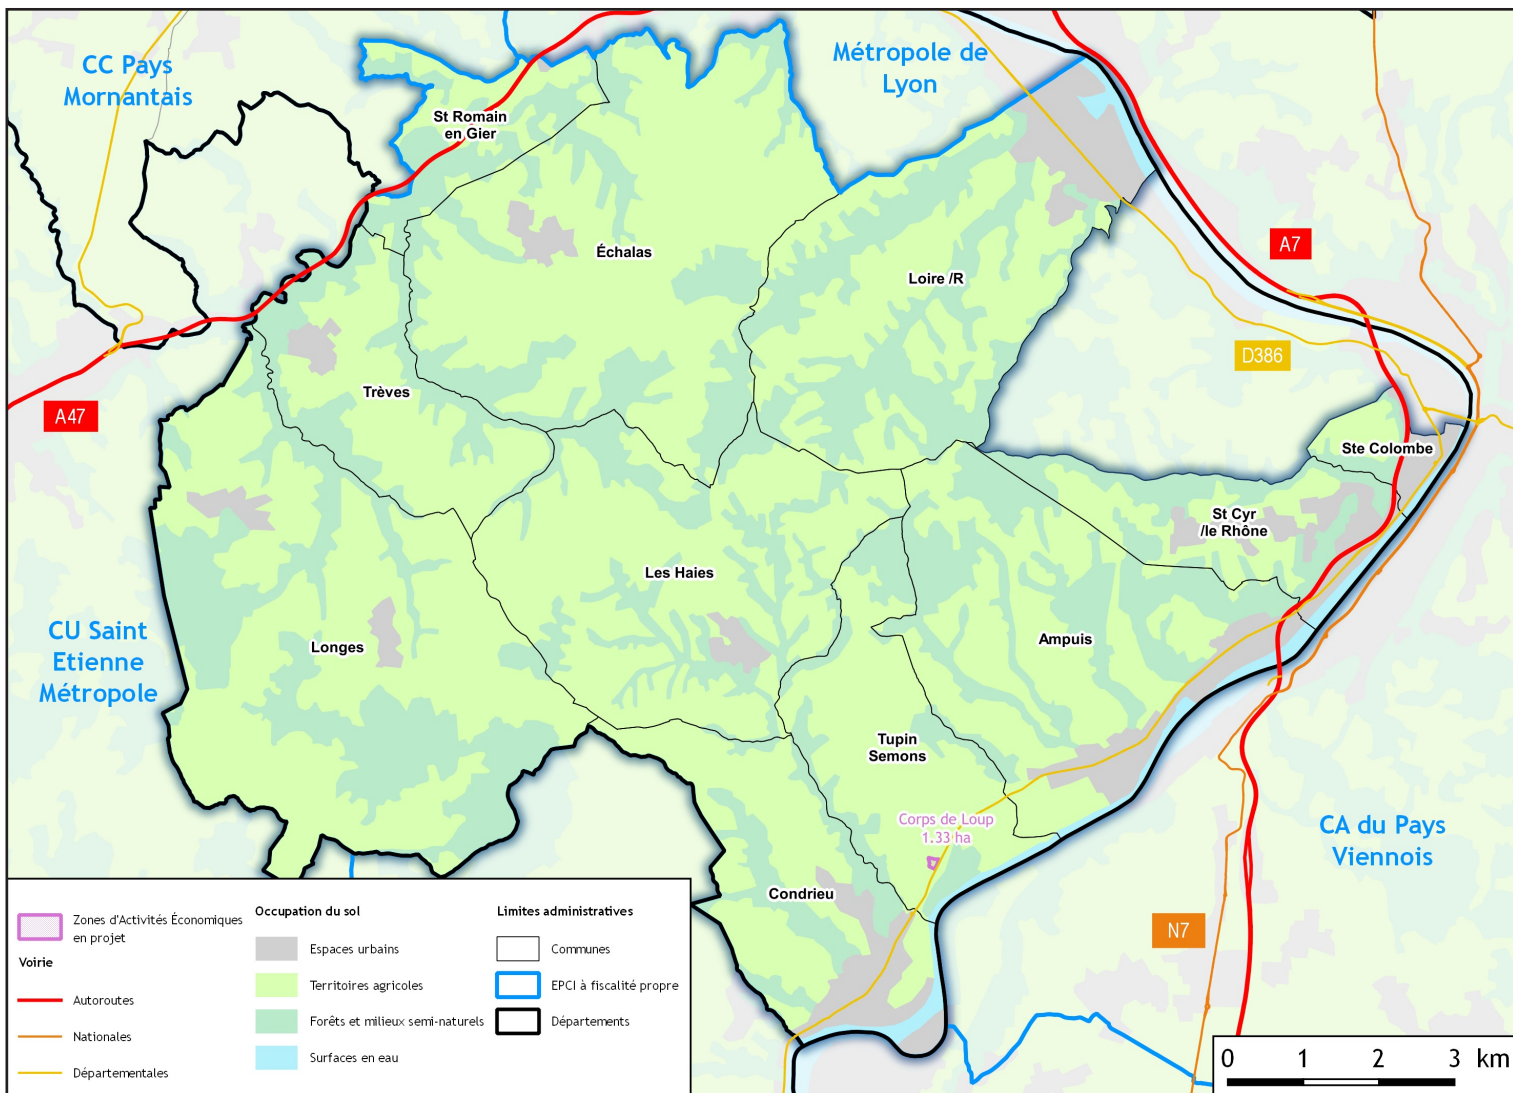 CC Pays
Mornantais
Métropole de
Lyon
St Romain
en Gier
Échalas
Loire /R
A7
D386
Trèves
A47
Ste Colombe
St Cyr
/le Rhône
Les Haies
CU Saint
Etienne
Métropole
Longes
Ampuis
Tupin
Semons
Corps de Loup
1.33 ha
CA du Pays
Viennois
Condrieu
N7
Zones d'Activités Économiques
en projet
Voirie
Autoroutes
Nationales
Départementales
Occupation du sol
Espaces urbains
Territoires agricoles
Forêts et milieux semi-naturels
Surfaces en eau
Limites administratives
Communes
EPCI à fiscalité propre
Départements
0 1 2 3 km